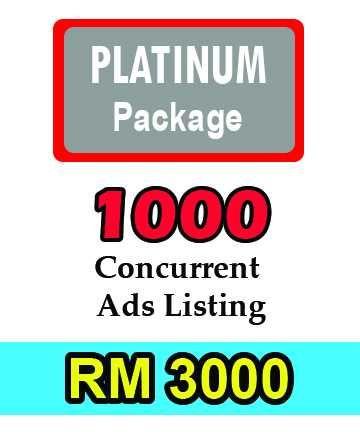 PLATINUM
Package
1000
Concurrent
Ads Listing
RM 3000